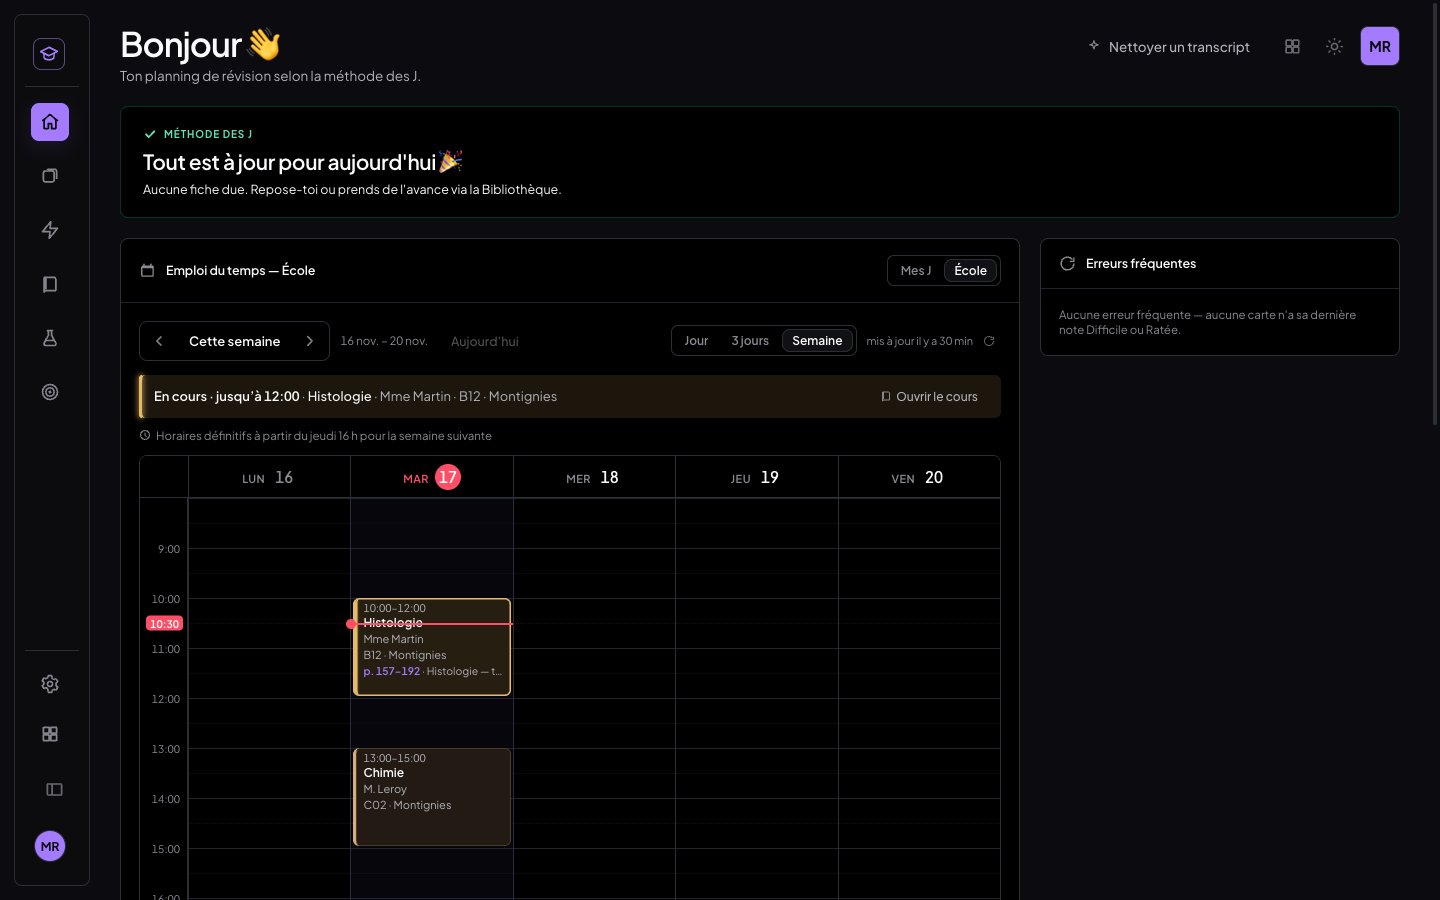 Bonjour 👋
Ton planning de révision selon la méthode des J.
Nettoyer un transcript
MR
MÉTHODE DES J
Tout est à jour pour aujourd'hui 🎉
Aucune fiche due. Repose-toi ou prends de l'avance via la Bibliothèque.
Emploi du temps — École
Mes J
École
Erreurs fréquentes
Aucune erreur fréquente — aucune carte n'a sa dernière
note Difficile ou Ratée.
Cette semaine
16 nov. – 20 nov.
Aujourd'hui
Jour
3 jours
Semaine
mis à jour il y a 30 min
En cours · jusqu'à 12:00 · Histologie · Mme Martin · B12 · Montignies
Ouvrir le cours
Horaires définitifs à partir du jeudi 16 h pour la semaine suivante
LUN 16
MAR 17
MER 18
JEU 19
VEN 20
9:00
10:00
10:30
11:00
12:00
13:00
14:00
15:00
16:00
10:00–12:00
Histologie
Mme Martin
B12 · Montignies
p. 157–192 · Histologie — t…
13:00–15:00
Chimie
M. Leroy
C02 · Montignies
MR